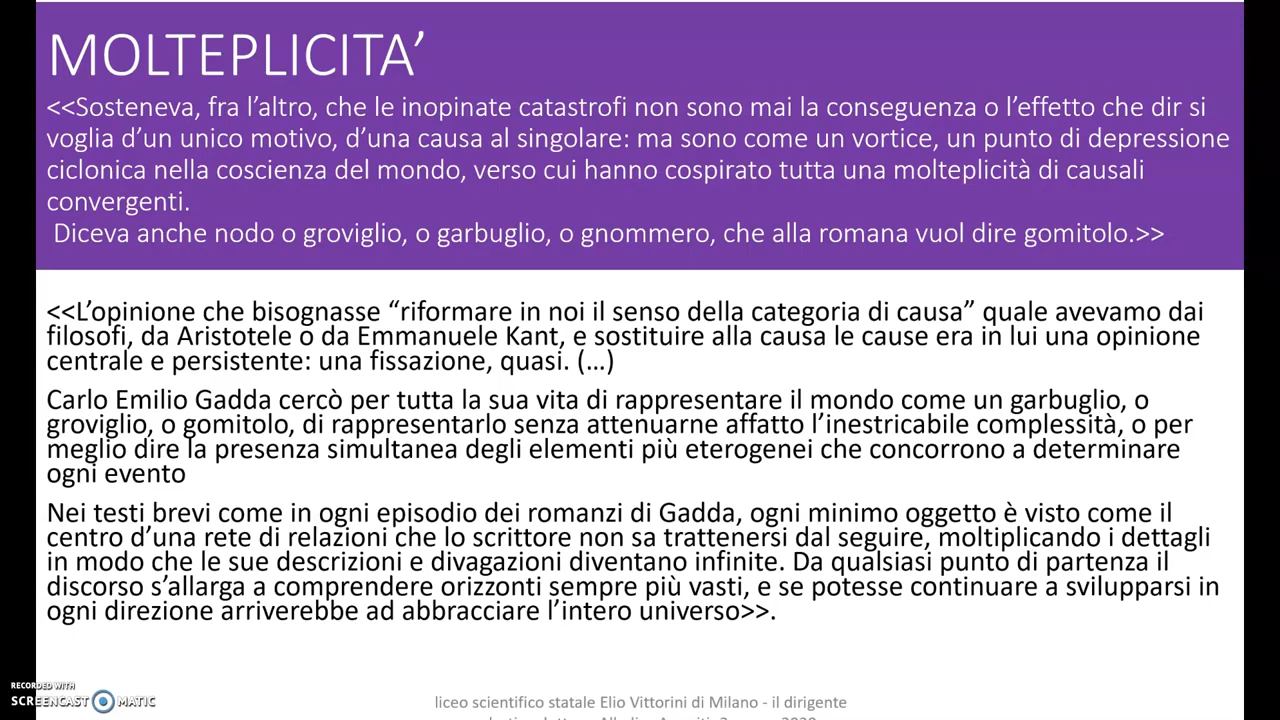 MOLTEPLICITA’
<<Sosteneva, fra l’altro, che le inopinate catastrofi non sono mai la conseguenza o l’effetto che dir si
voglia d’un unico motivo, d’una causa al singolare: ma sono come un vortice, un punto di depressione
ciclonica nella coscienza del mondo, verso cui hanno cospirato tutta una molteplicità di causali
convergenti.
Diceva anche nodo o groviglio, o garbuglio, o gnommero, che alla romana vuol dire gomitolo.>>
<<L’opinione che bisognasse “riformare in noi il senso della categoria di causa” quale avevamo dai
filosofi, da Aristotele o da Emmanuele Kant, e sostituire alla causa le cause era in lui una opinione
centrale e persistente: una fissazione, quasi. (…)
Carlo Emilio Gadda cercò per tutta la sua vita di rappresentare il mondo come un garbuglio, o
groviglio, o gomitolo, di rappresentarlo senza attenuarne affatto l’inestricabile complessità, o per
meglio dire la presenza simultanea degli elementi più eterogenei che concorrono a determinare
ogni evento
Nei testi brevi come in ogni episodio dei romanzi di Gadda, ogni minimo oggetto è visto come il
centro d’una rete di relazioni che lo scrittore non sa trattenersi dal seguire, moltiplicando i dettagli
in modo che le sue descrizioni e divagazioni diventano infinite. Da qualsiasi punto di partenza il
discorso s’allarga a comprendere orizzonti sempre più vasti, e se potesse continuare a svilupparsi in
ogni direzione arriverebbe ad abbracciare l’intero universo>>.
RECORDED WITH
SCREENCAST MATIC
liceo scientifico statale Elio Vittorini di Milano - il dirigente